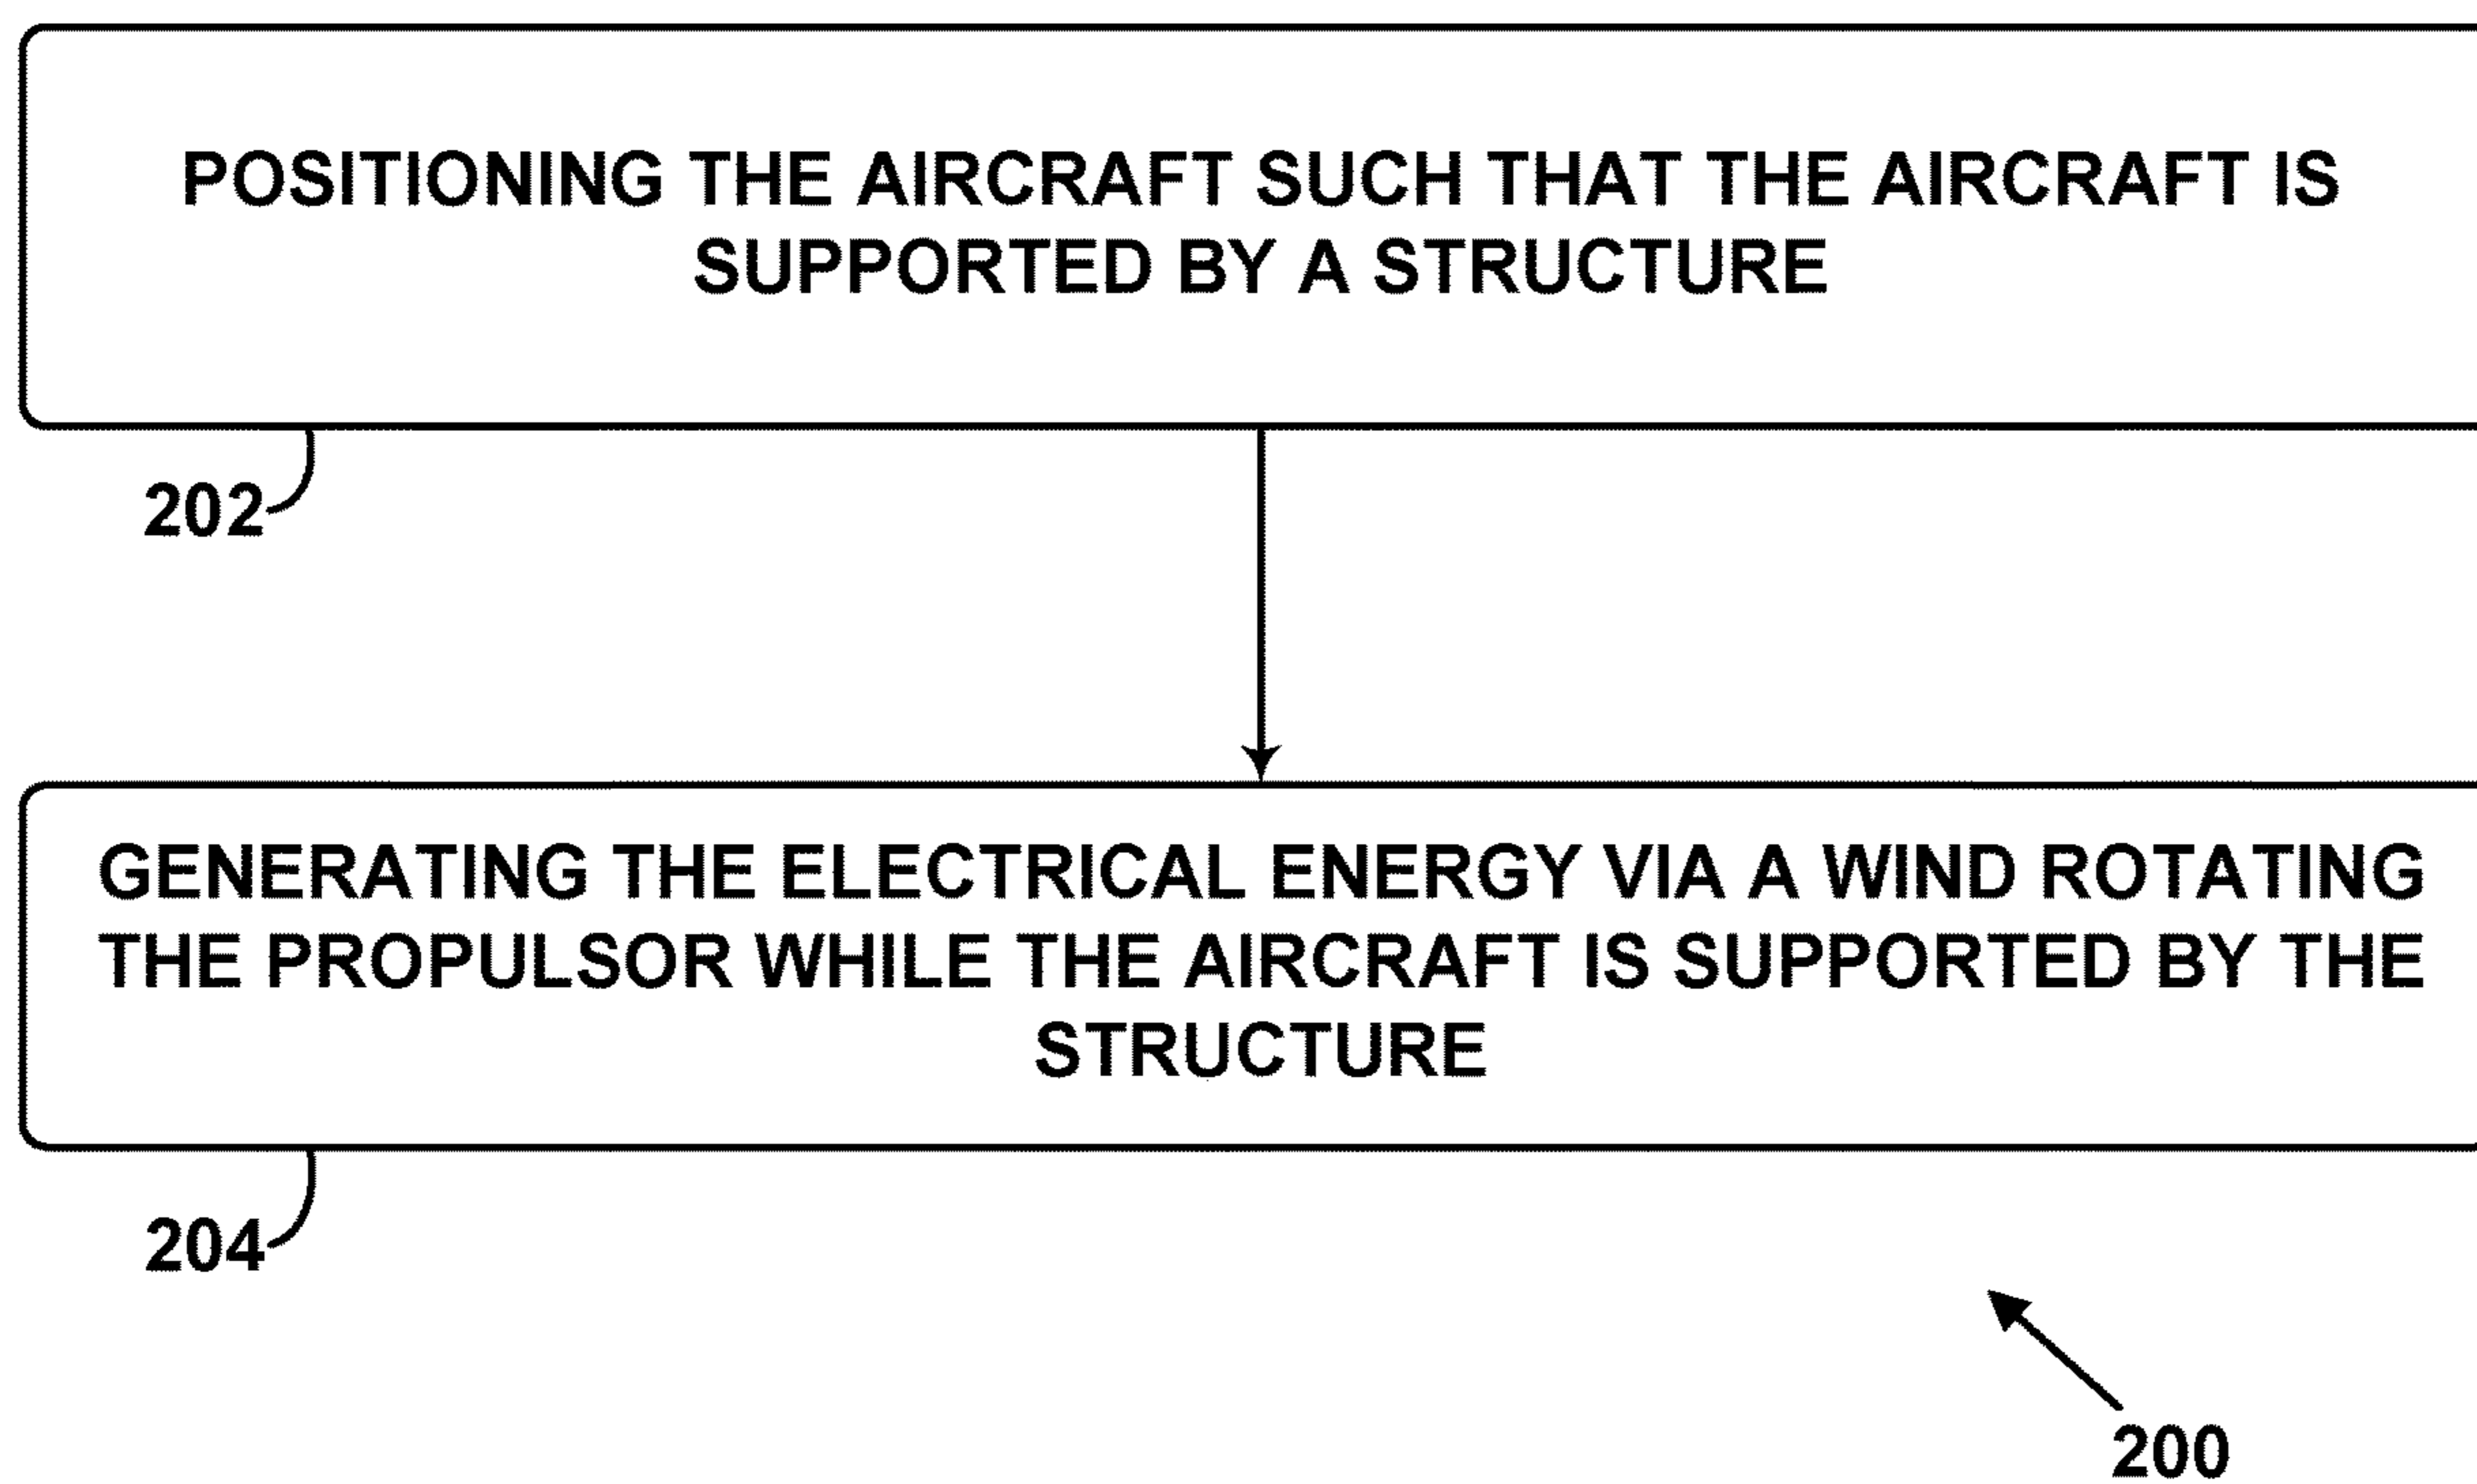 POSITIONING THE AIRCRAFT SUCH THAT THE AIRCRAFT IS
SUPPORTED BY A STRUCTURE
202
GENERATING THE ELECTRICAL ENERGY VIA A WIND ROTATING
THE PROPULSOR WHILE THE AIRCRAFT IS SUPPORTED BY THE
STRUCTURE
204
200